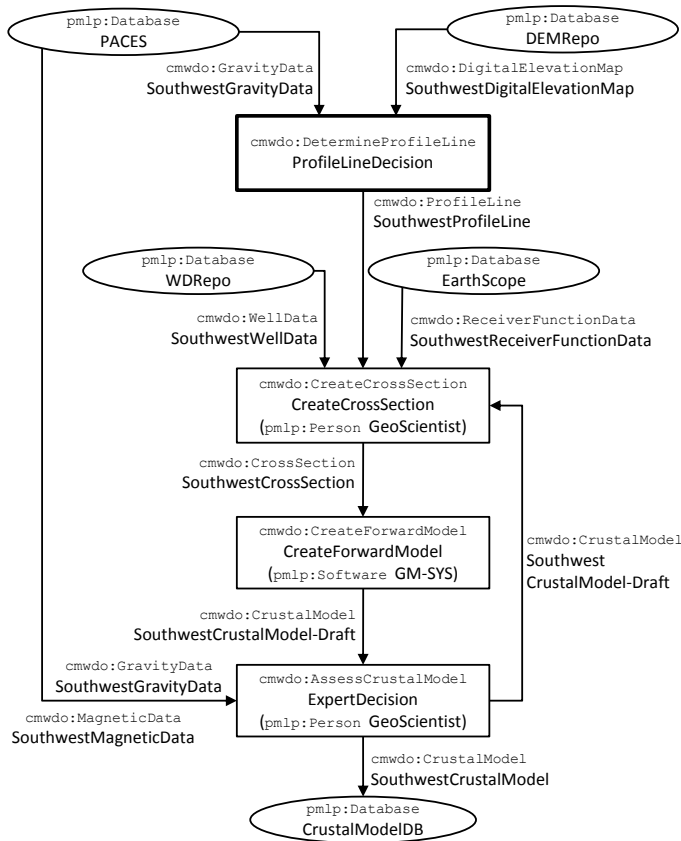 pmlp:Database
PACES
pmlp:Database
DEMRepo
cmwdo:GravityData
SouthwestGravityData
cmwdo:DigitalElevationMap
SouthwestDigitalElevationMap
cmwdo:DetermineProfileLine
ProfileLineDecision
cmwdo:ProfileLine
SouthwestProfileLine
pmlp:Database
WDRepo
pmlp:Database
EarthScope
cmwdo:WellData
SouthwestWellData
cmwdo:ReceiverFunctionData
SouthwestReceiverFunctionData
cmwdo:CreateCrossSection
CreateCrossSection
(pmlp:Person GeoScientist)
cmwdo:CrossSection
SouthwestCrossSection
cmwdo:CreateForwardModel
CreateForwardModel
(pmlp:Software GM-SYS)
cmwdo:CrustalModel
Southwest
CrustalModel-Draft
cmwdo:CrustalModel
SouthwestCrustalModel-Draft
cmwdo:GravityData
SouthwestGravityData
cmwdo:MagneticData
SouthwestMagneticData
cmwdo:AssessCrustalModel
ExpertDecision
(pmlp:Person GeoScientist)
cmwdo:CrustalModel
SouthwestCrustalModel
pmlp:Database
CrustalModelDB